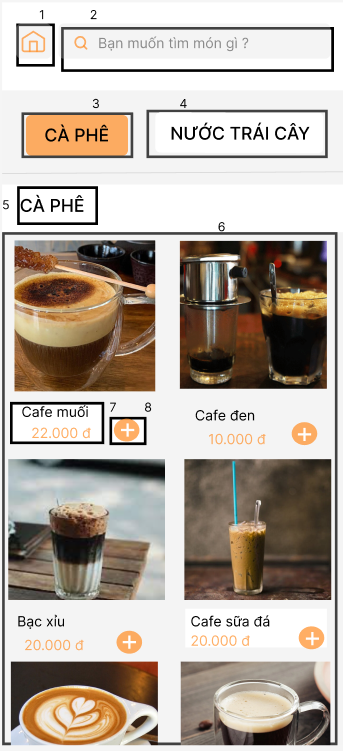 1 2
Bạn muốn tìm món gì ?
3 4
CÀ PHÊ NƯỚC TRÁI CÂY
5 CÀ PHÊ
6
Cafe muối 7 8
22.000 đ
Cafe đen
10.000 đ
Bạc xỉu
20.000 đ
Cafe sữa đá
20.000 đ